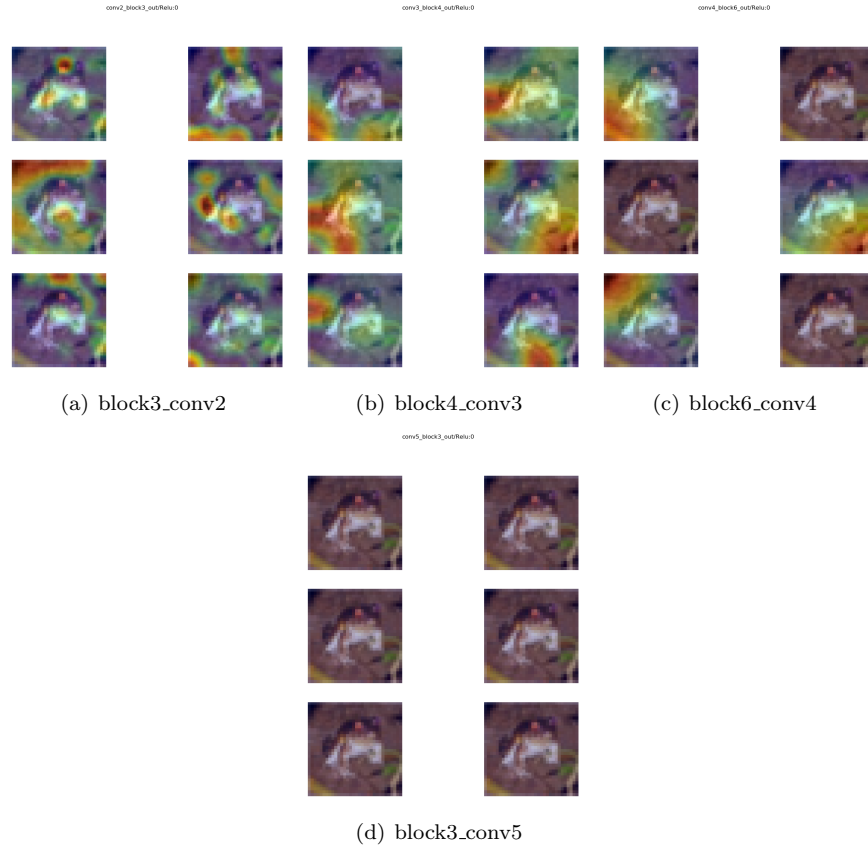 conv2_block3_out/Relu:0
conv3_block4_out/Relu:0
conv4_block6_out/Relu:0
(a) block3_conv2
(b) block4_conv3
(c) block6_conv4
conv5_block3_out/Relu:0
(d) block3_conv5